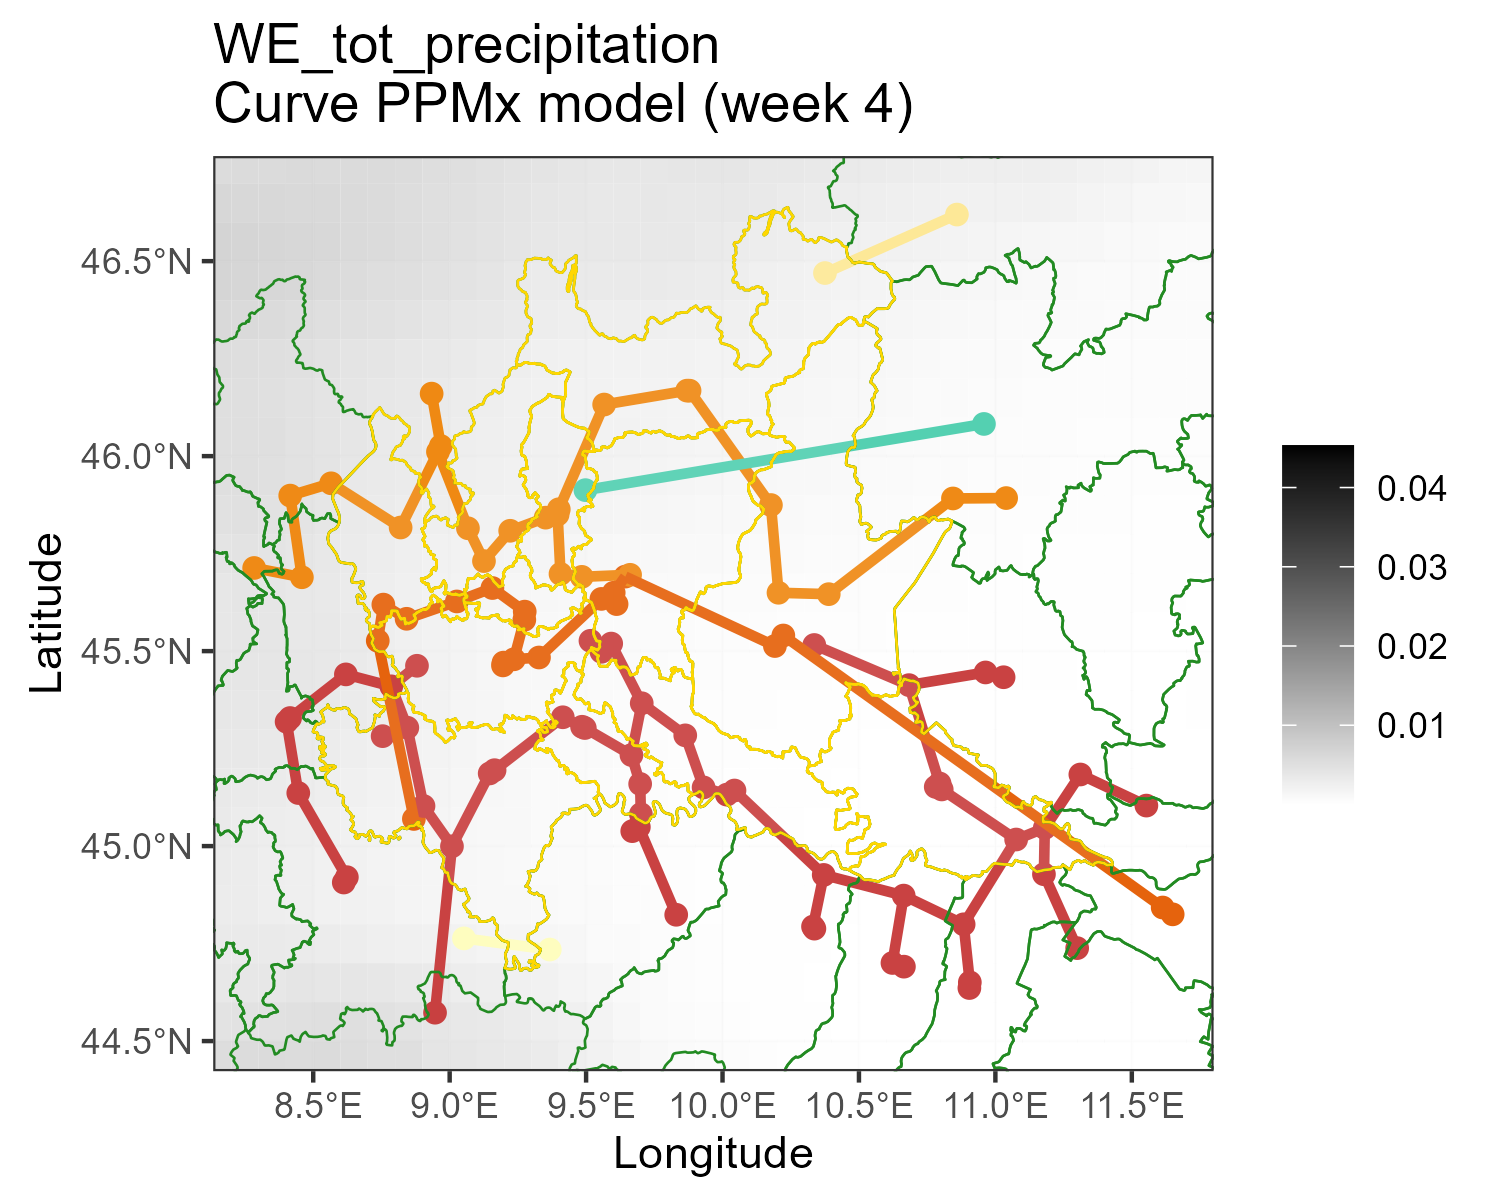 WE_tot_precipitation
Curve PPMx model (week 4)
46.5°N
46.0°N
45.5°N
45.0°N
44.5°N
Latitude
8.5°E
9.0°E
9.5°E
10.0°E
10.5°E
11.0°E
11.5°E
Longitude
0.04
0.03
0.02
0.01